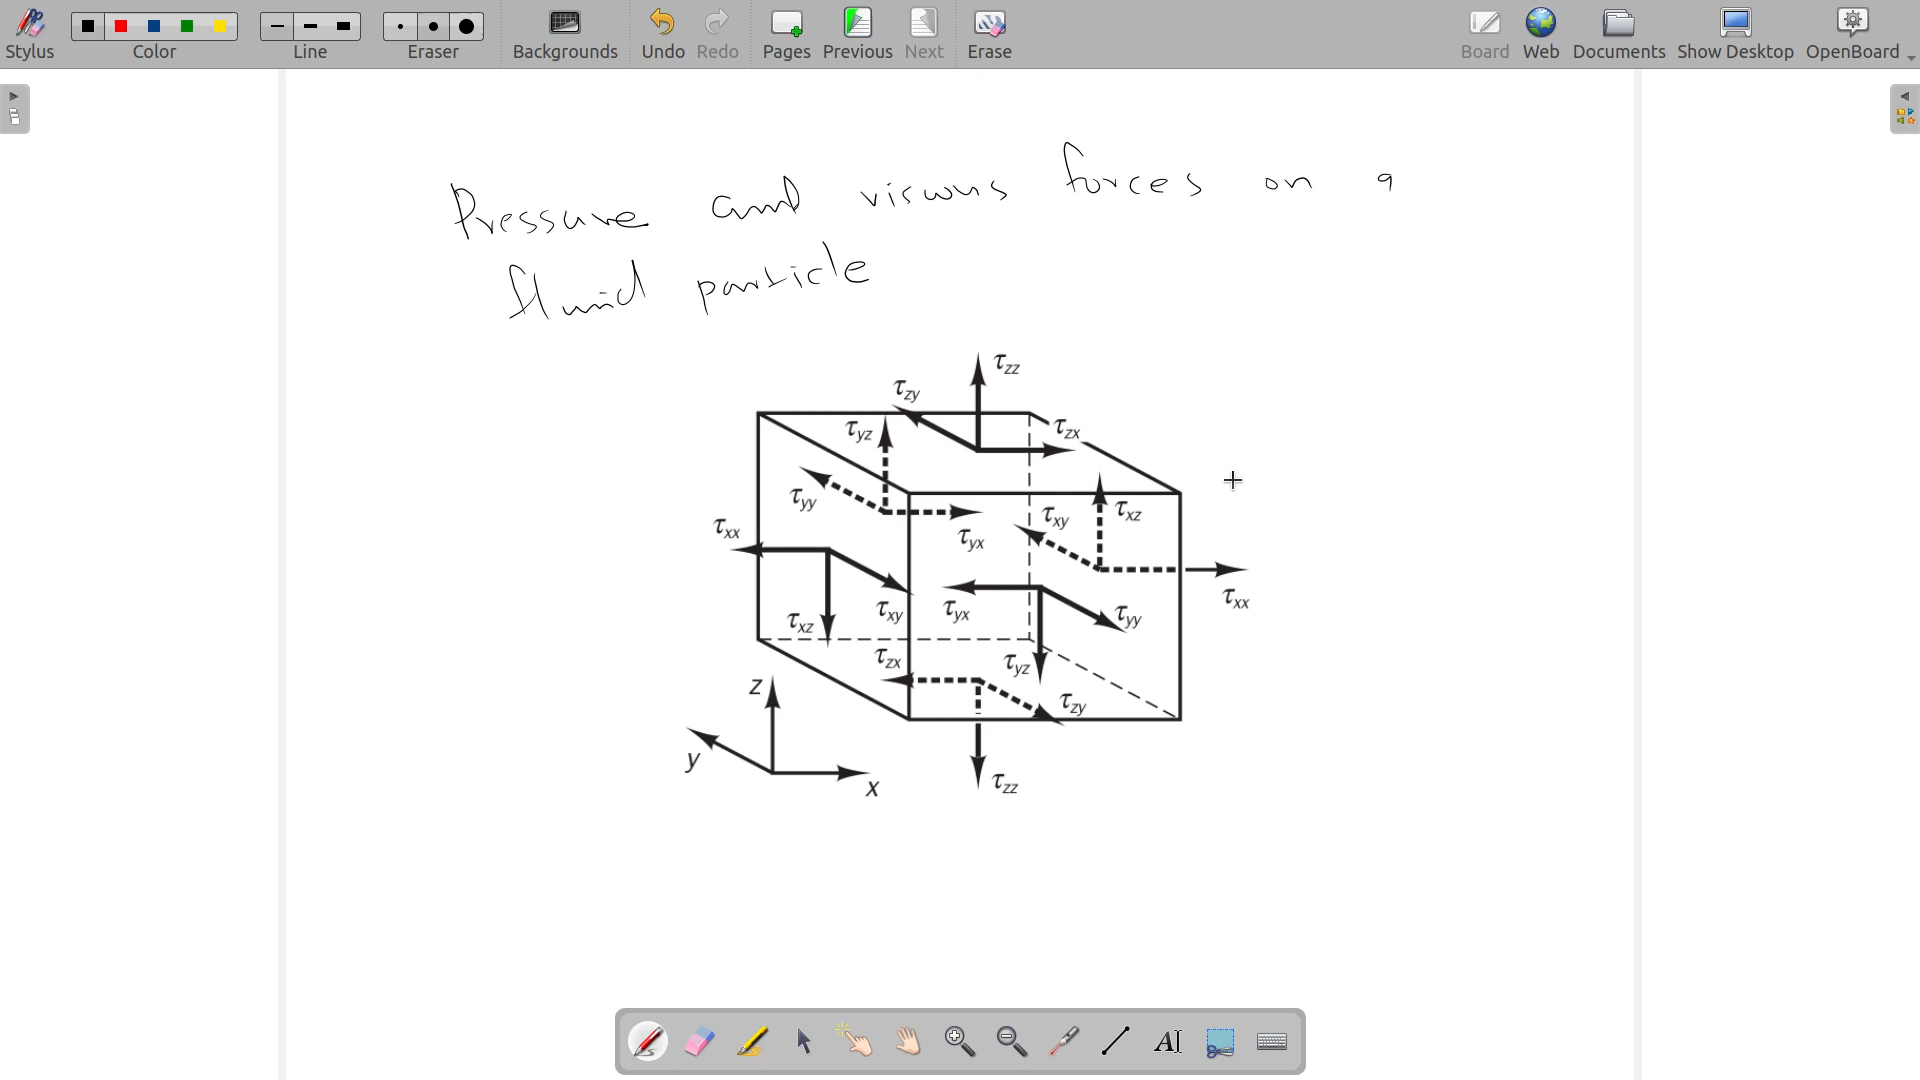 Stylus Color Line Eraser Backgrounds Undo Redo Pages Previous Next Erase Board Web Documents Show Desktop OpenBoard
Pressure and viscous forces on a
fluid particle
τzz
τzy
τzx
τyz
τyy
τxz
τxy
τxx
τyx
τxx
τxy
τyx
τyy
τxz
τzx
τyz
τzy
z
y
x
τzz
AI